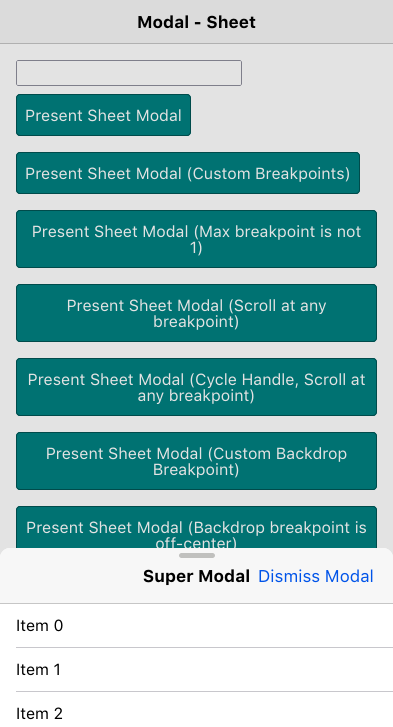 Modal - Sheet
Present Sheet Modal
Present Sheet Modal (Custom Breakpoints)
Present Sheet Modal (Max breakpoint is not
1)
Present Sheet Modal (Scroll at any
breakpoint)
Present Sheet Modal (Cycle Handle, Scroll at
any breakpoint)
Present Sheet Modal (Custom Backdrop
Breakpoint)
Present Sheet Modal (Backdrop breakpoint is
off-center)
Super Modal Dismiss Modal
Item 0
Item 1
Item 2